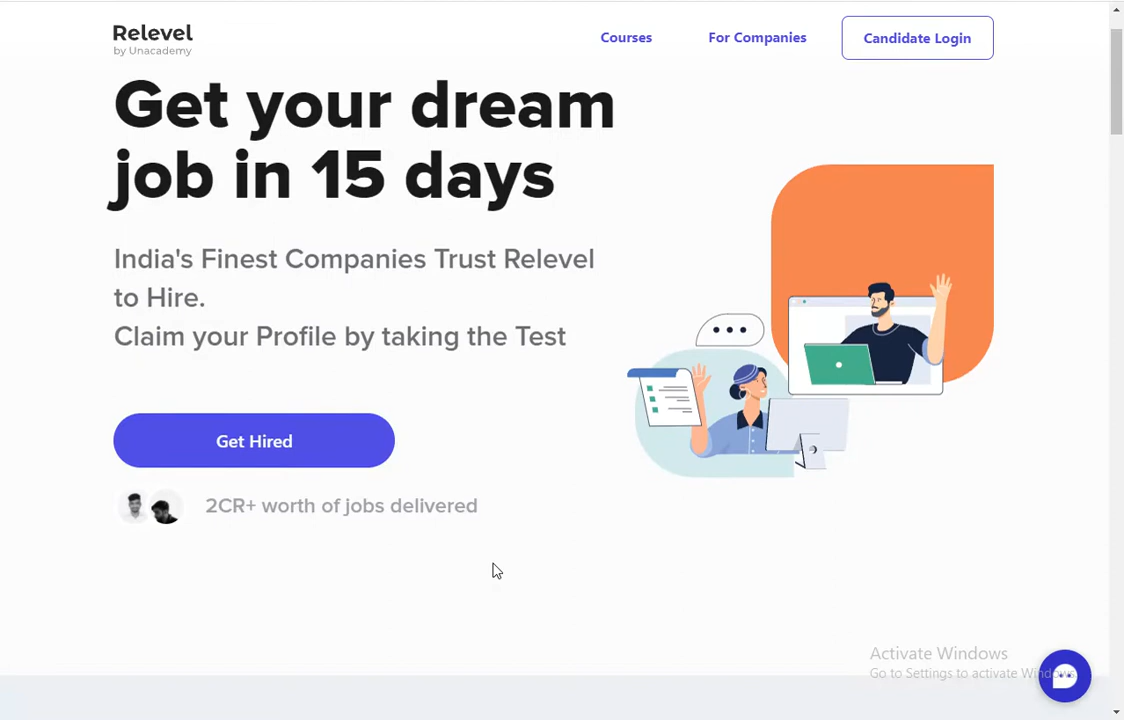 Relevel
by Unacademy
Courses
For Companies
Candidate Login
Get your dream
job in 15 days
India's Finest Companies Trust Relevel
to Hire.
Claim your Profile by taking the Test
Get Hired
2CR+ worth of jobs delivered
Activate Windows
Go to Settings to activate Windows.